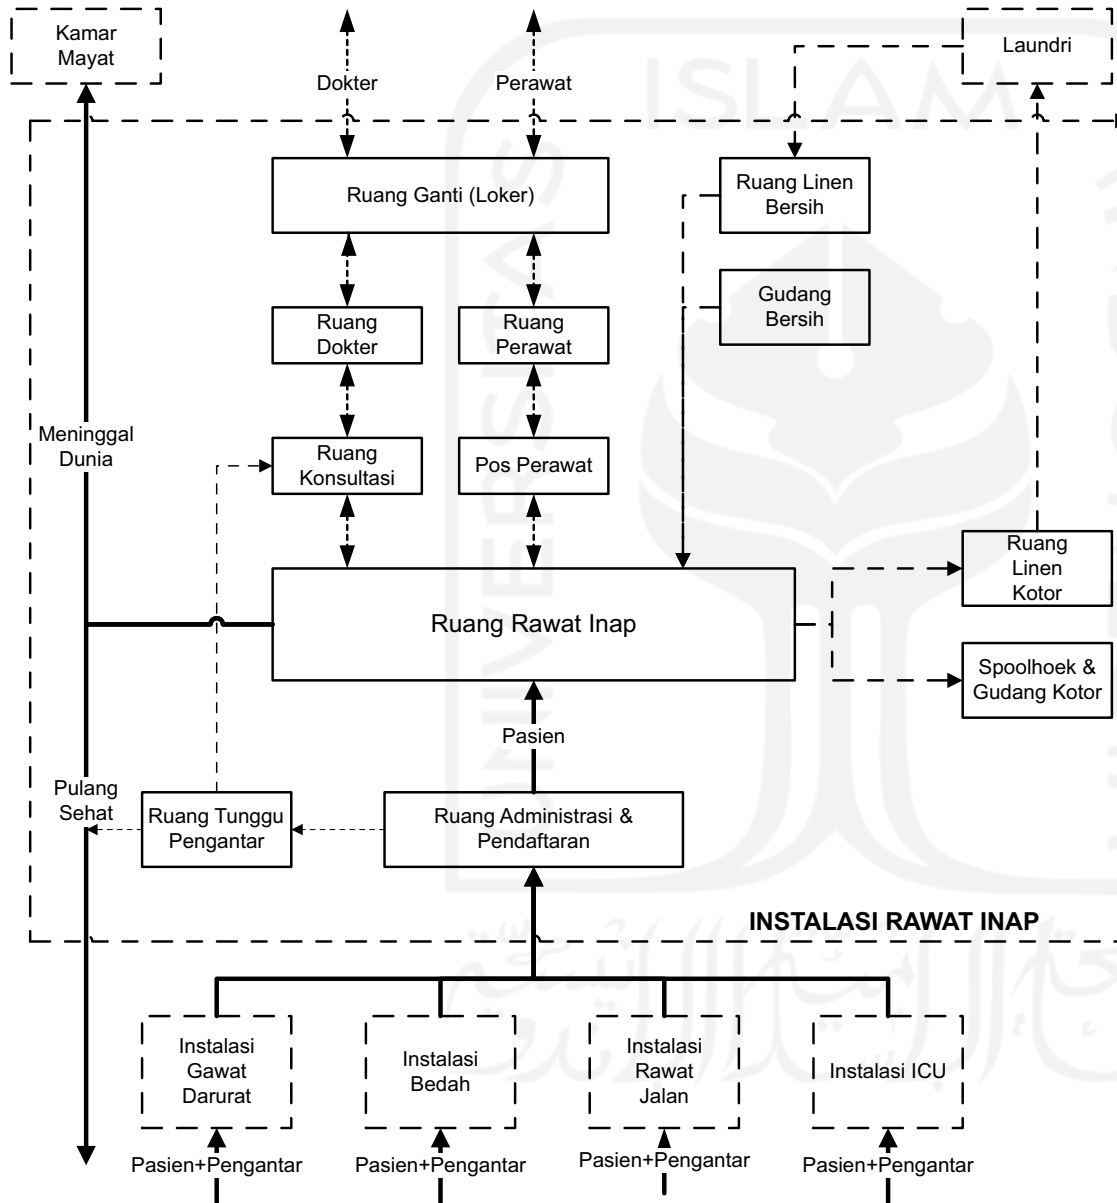 Kamar
Mayat
Dokter
Perawat
Laundri
ISLAM
Ruang Ganti (Loker)
Ruang Linen
Bersih
UNIVERSITAS
Gudang
Bersih
Ruang
Dokter
Ruang
Perawat
Meninggal
Dunia
Ruang
Konsultasi
Pos Perawat
Ruang
Linen
Kotor
Ruang Rawat Inap
Spoolhoek &
Gudang Kotor
Pasien
Pulang
Sehat
Ruang Tunggu
Pengantar
Ruang Administrasi &
Pendaftaran
INSTALASI RAWAT INAP
Instalasi
Gawat
Darurat
Instalasi
Bedah
Instalasi
Rawat
Jalan
Instalasi ICU
Pasien+Pengantar
Pasien+Pengantar
Pasien+Pengantar
Pasien+Pengantar